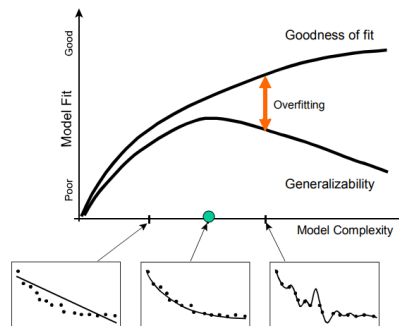 Good
Goodness of fit
Model Fit
Overfitting
Poor
Generalizability
Model Complexity